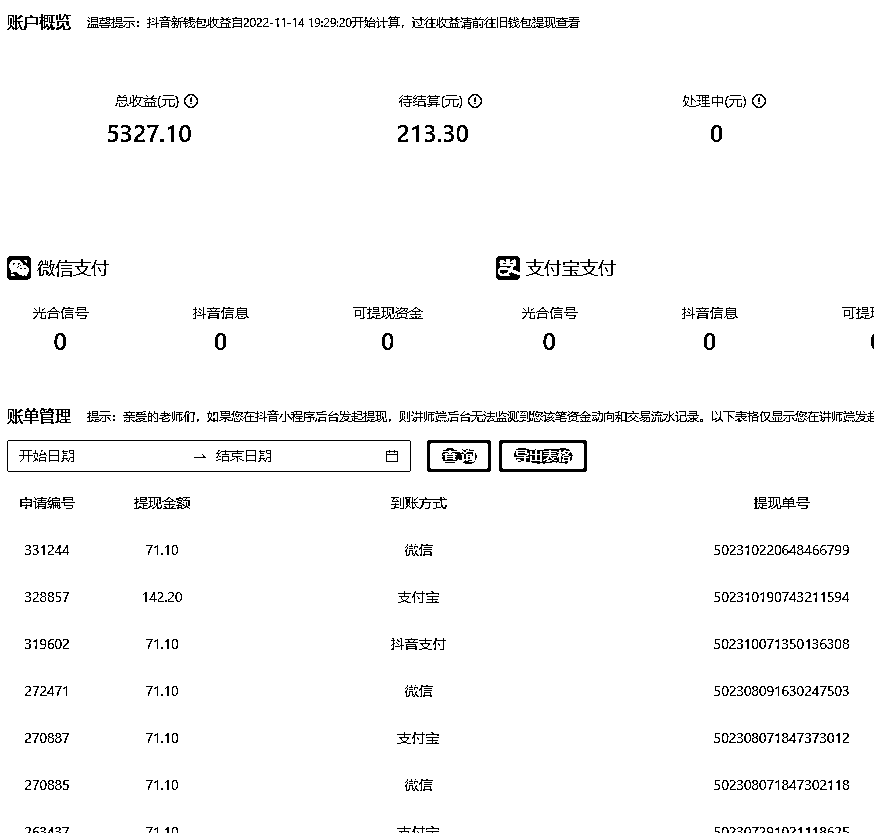 账户概览 温馨提示：抖音新钱包收益自2022-11-14 19:29:20开始计算，过往收益请前往旧钱包提现查看
总收益(元) 待结算(元) 处理中(元)
5327.10 213.30 0
微信支付 支付宝支付
光合信号 抖音信息 可提现资金 光合信号 抖音信息 可提现
0 0 0 0 0
账单管理 提示：亲爱的老师们，如果您在抖音小程序后台发起提现，则讲师端后台无法监测到您该笔资金动向和交易流水记录。以下表格仅显示您在讲师端发起
开始日期 → 结束日期 查询 导出表格
申请编号 提现金额 到账方式 提现单号
331244 71.10 微信 502310220648466799
328857 142.20 支付宝 502310190743211594
319602 71.10 抖音支付 502310071350136308
272471 71.10 微信 502308091630247503
270887 71.10 支付宝 502308071847373012
270885 71.10 微信 502308071847302118
263437 71.10 支付宝 502307291021118625